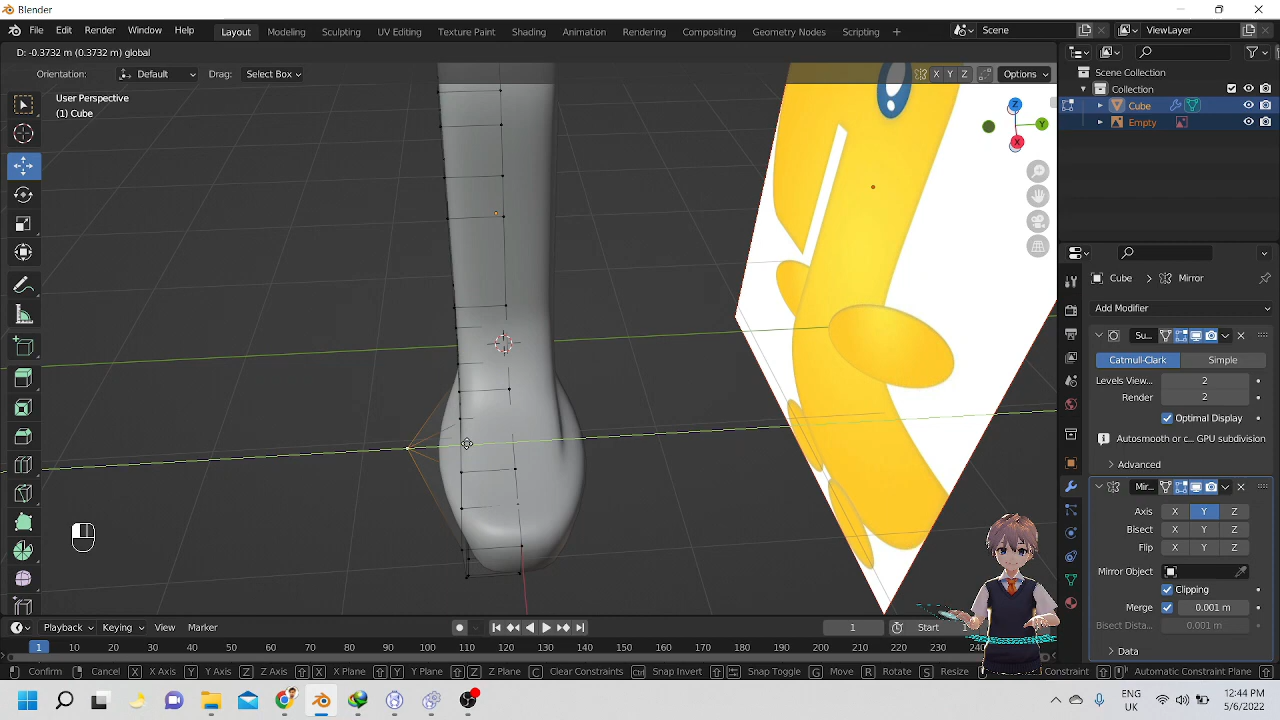 Blender
File Edit Render Window Help Layout Modeling Sculpting UV Editing Texture Paint Shading Animation Rendering Compositing Geometry Nodes Scripting + Scene ViewLayer
D: -0.3732 m (0.3732 m) global
Orientation: Default Drag: Select Box X Y Z Options
User Perspective
(1) Cube
Z
Y
X
Scene Collection
Collection
Cube
Empty
Cube > Mirror
Add Modifier
Su...
Catmull-Clark Simple
Levels View... 2
Render 2
Optimal Display
Autosmooth or c... GPU subdivision
Advanced
Mir...
Axis X Y Z
Bisect X Y Z
Flip X Y Z
Mirror Object
Clipping
Merge 0.001 m
Bisect Dista... 0.001 m
Data
Playback Keying View Marker 1 Start
1 10 20 30 40 50 60 70 80 90 100 110 120 130 140 150 160 170 180 190 200 210 220 230
Confirm Cancel X X Axis Y Y Axis Z Z Axis X X Plane Y Y Plane Z Z Plane C Clear Constraints Ctrl Snap Invert Snap Toggle G Move R Rotate S Resize Automatic Constraint Plane
ENG
UK
12:44 PM
5/6/2022